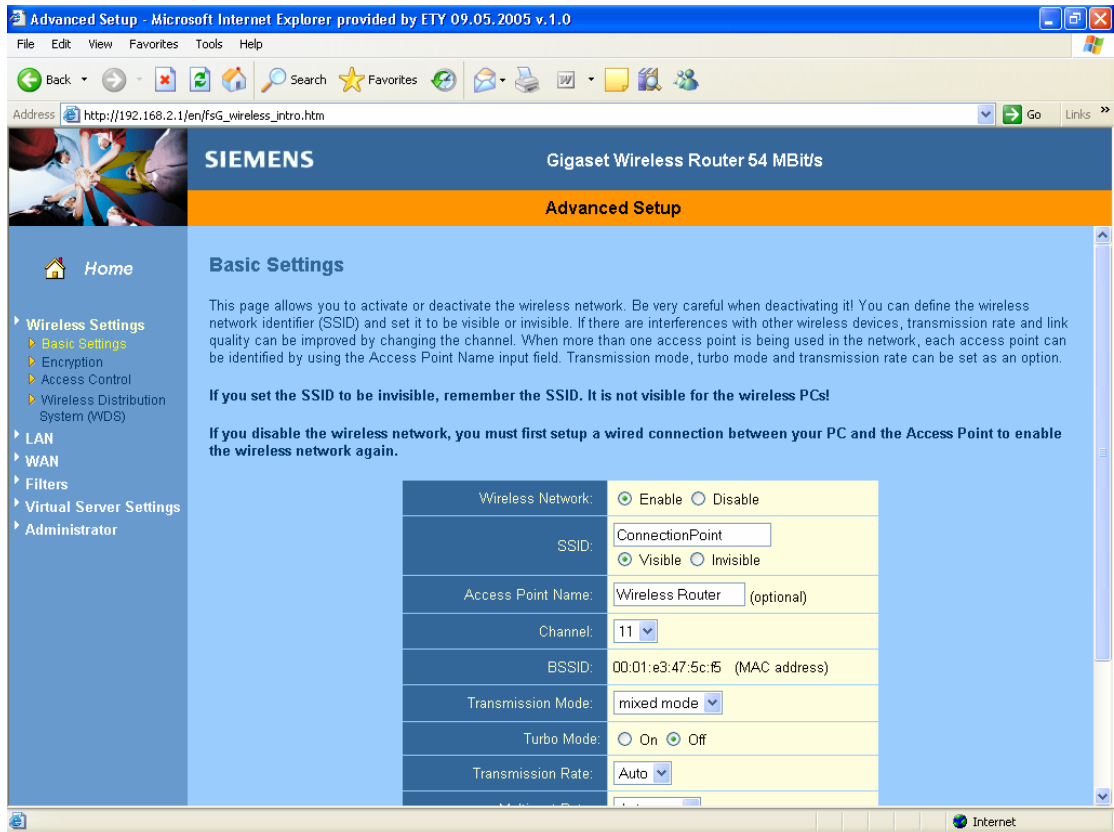 Advanced Setup - Microsoft Internet Explorer provided by ETY 09.05.2005 v.1.0
File Edit View Favorites Tools Help
Back Search Favorites
Address http://192.168.2.1/en/fsG_wireless_intro.htm Go Links »
SIEMENS Gigaset Wireless Router 54 MBit/s
Advanced Setup
Home
Wireless Settings
Basic Settings
Encryption
Access Control
Wireless Distribution
System (WDS)
LAN
WAN
Filters
Virtual Server Settings
Administrator
Basic Settings
This page allows you to activate or deactivate the wireless network. Be very careful when deactivating it! You can define the wireless
network identifier (SSID) and set it to be visible or invisible. If there are interferences with other wireless devices, transmission rate and link
quality can be improved by changing the channel. When more than one access point is being used in the network, each access point can
be identified by using the Access Point Name input field. Transmission mode, turbo mode and transmission rate can be set as an option.
If you set the SSID to be invisible, remember the SSID. It is not visible for the wireless PCs!
If you disable the wireless network, you must first setup a wired connection between your PC and the Access Point to enable
the wireless network again.
Wireless Network: Enable Disable
SSID: ConnectionPoint
Visible Invisible
Access Point Name: Wireless Router (optional)
Channel: 11
BSSID: 00:01:e3:47:5c:f5 (MAC address)
Transmission Mode: mixed mode
Turbo Mode: On Off
Transmission Rate: Auto
Internet